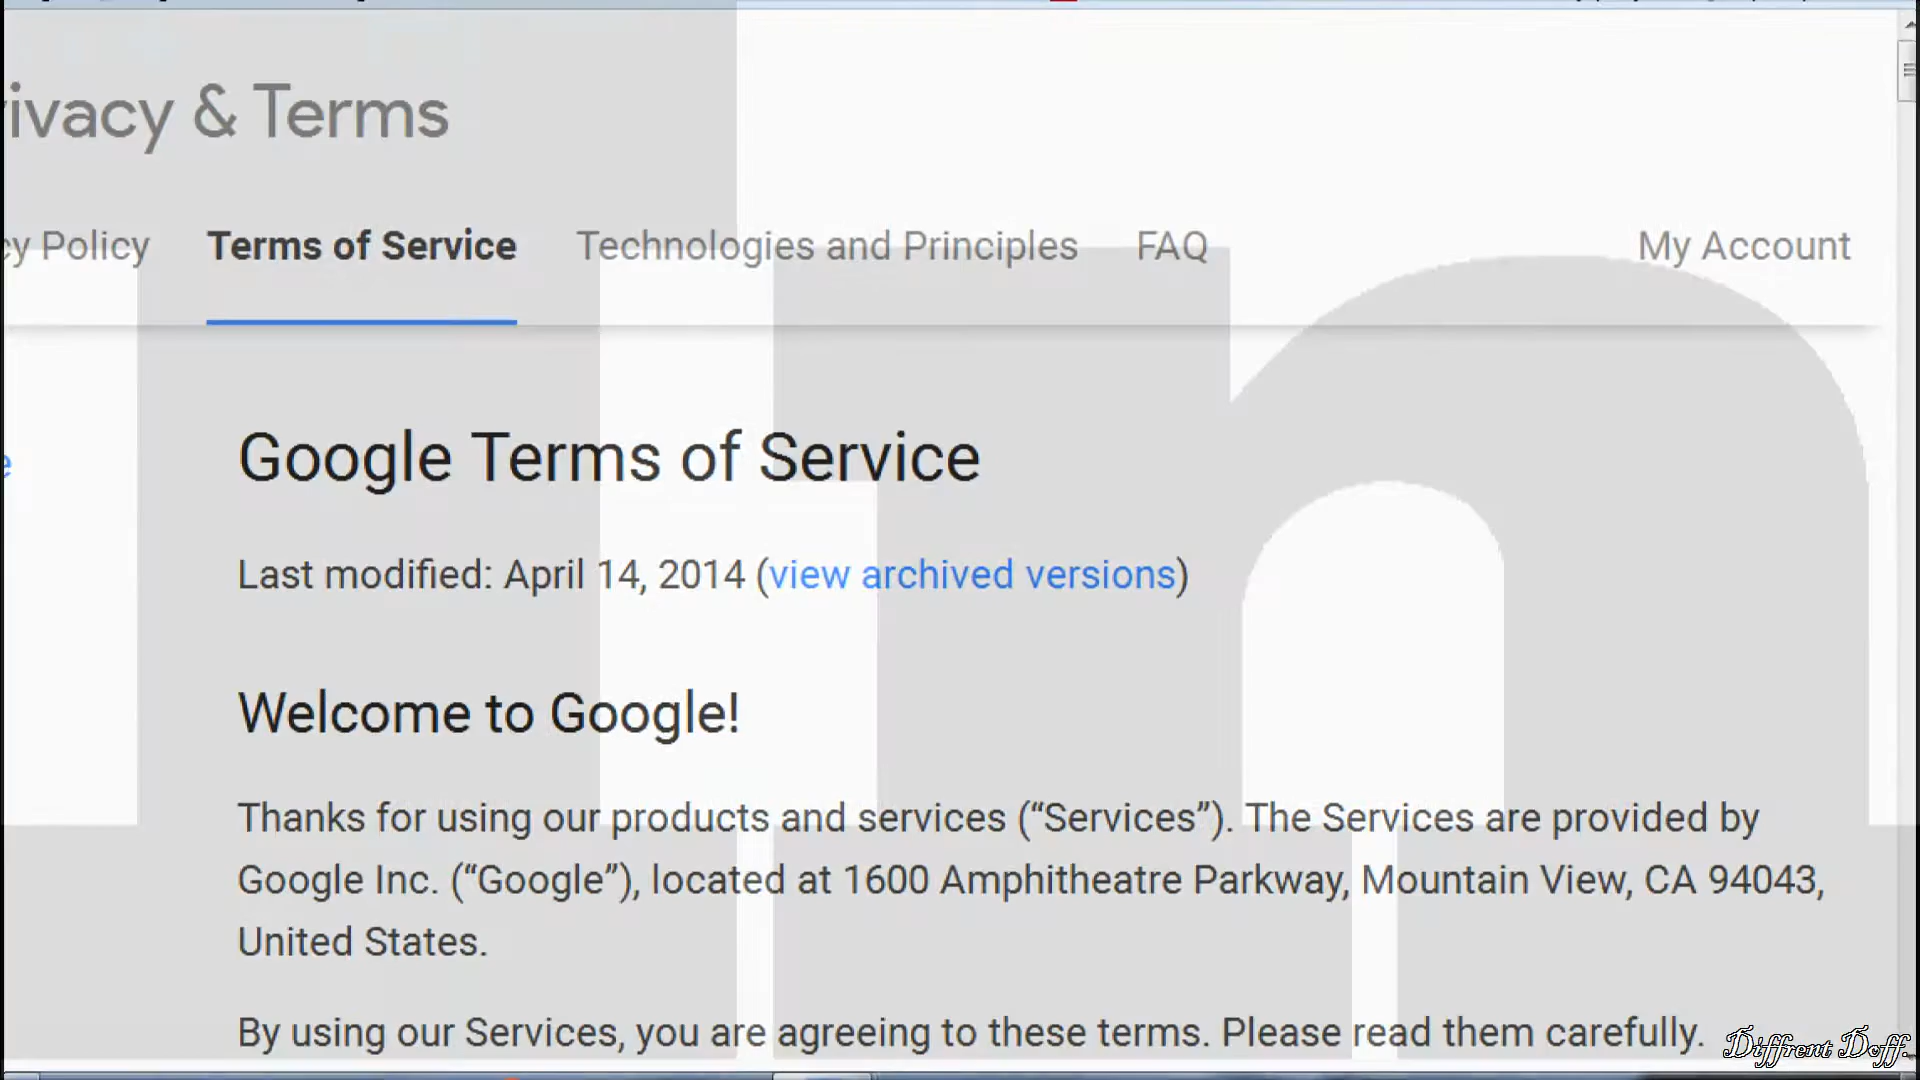 ivacy & Terms
cy Policy Terms of Service Technologies and Principles FAQ My Account
Google Terms of Service
e
Last modified: April 14, 2014 (view archived versions)
Welcome to Google!
Thanks for using our products and services (“Services”). The Services are provided by
Google Inc. (“Google”), located at 1600 Amphitheatre Parkway, Mountain View, CA 94043,
United States.
By using our Services, you are agreeing to these terms. Please read them carefully.
Diffrent Doff.